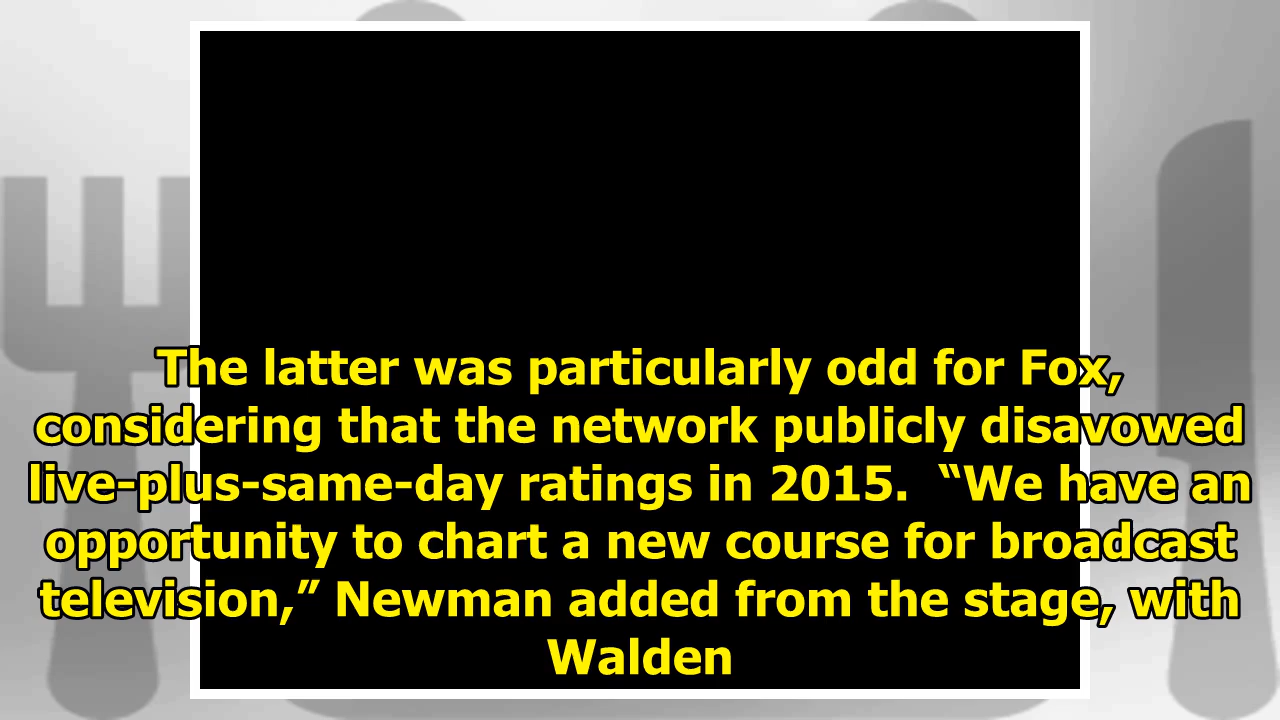 The latter was particularly odd for Fox,
considering that the network publicly disavowed
live-plus-same-day ratings in 2015.  “We have an
opportunity to chart a new course for broadcast
television,” Newman added from the stage, with
Walden